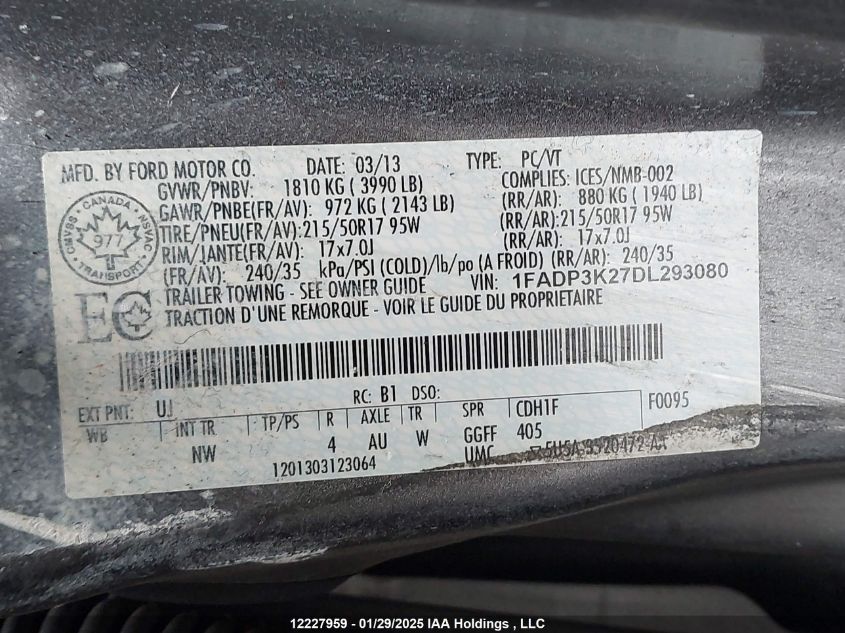 MFD. BY FORD MOTOR CO. DATE: 03/13 TYPE: PC/VT
GVWR/PNBV: 1810 KG ( 3990 LB) COMPLIES: ICES/NMB-002
GAWR/PNBE(FR/AV): 972 KG ( 2143 LB) (RR/AR): 880 KG ( 1940 LB)
TIRE/PNEU(FR/AV):215/50R17 95W (RR/AR):215/50R17 95W
RIM/JANTE(FR/AV): 17x7.0J (RR/AR): 17x7.0J
(FR/AV): 240/35 kPa/PSI (COLD)/lb/po (A FROID) (RR/AR): 240/35
TRAILER TOWING - SEE OWNER GUIDE VIN: 1FADP3K27DL293080
TRACTION D'UNE REMORQUE - VOIR LE GUIDE DU PROPRIETAIRE
CANADA
CMVSS NSVAC
977
TRANSPORT
EC
RC: B1 DSO:
EXT PNT: UJ F0095
WB INT TR TP/PS R AXLE TR SPR CDH1F
NW 4 AU W GGFF 405
1201303123064 UMC
12227959 - 01/29/2025 IAA Holdings , LLC